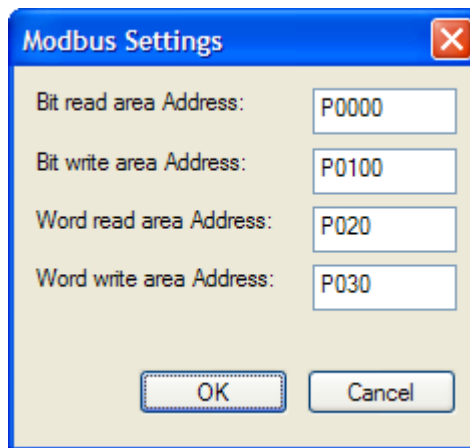 Modbus Settings
Bit read area Address: P0000
Bit write area Address: P0100
Word read area Address: P020
Word write area Address: P030
OK Cancel